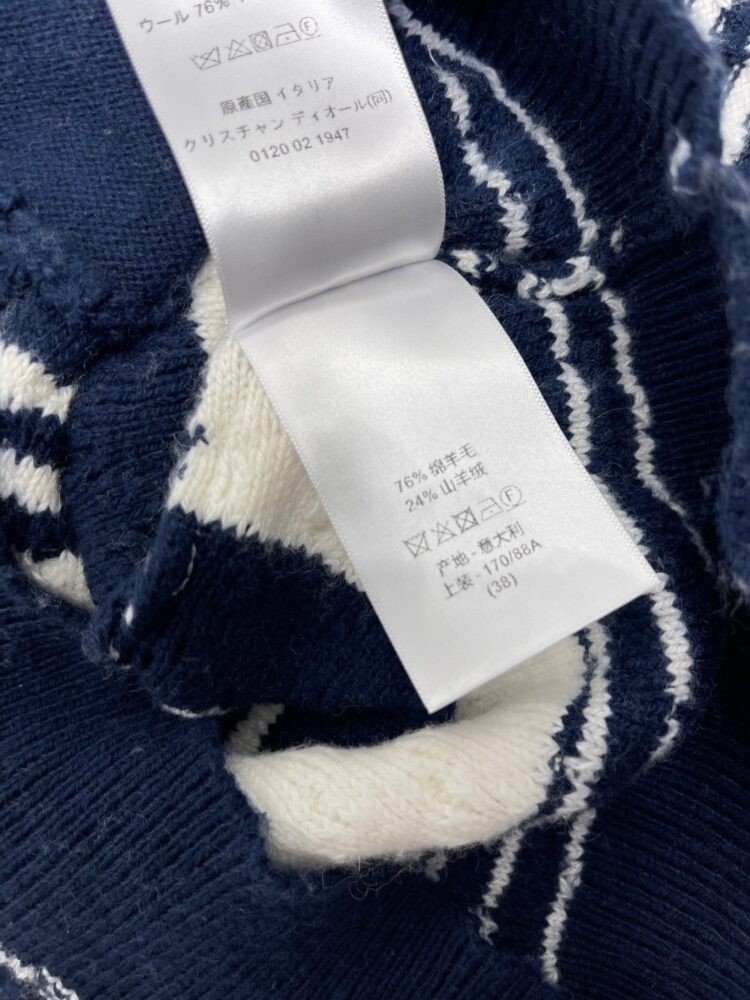 ウール 76%
原産国 イタリア
クリスチャン ディオール(同)
0120 02 1947
76% 绵羊毛
24% 山羊绒
F
产地 - 意大利
上装 - 170/88A
(38)